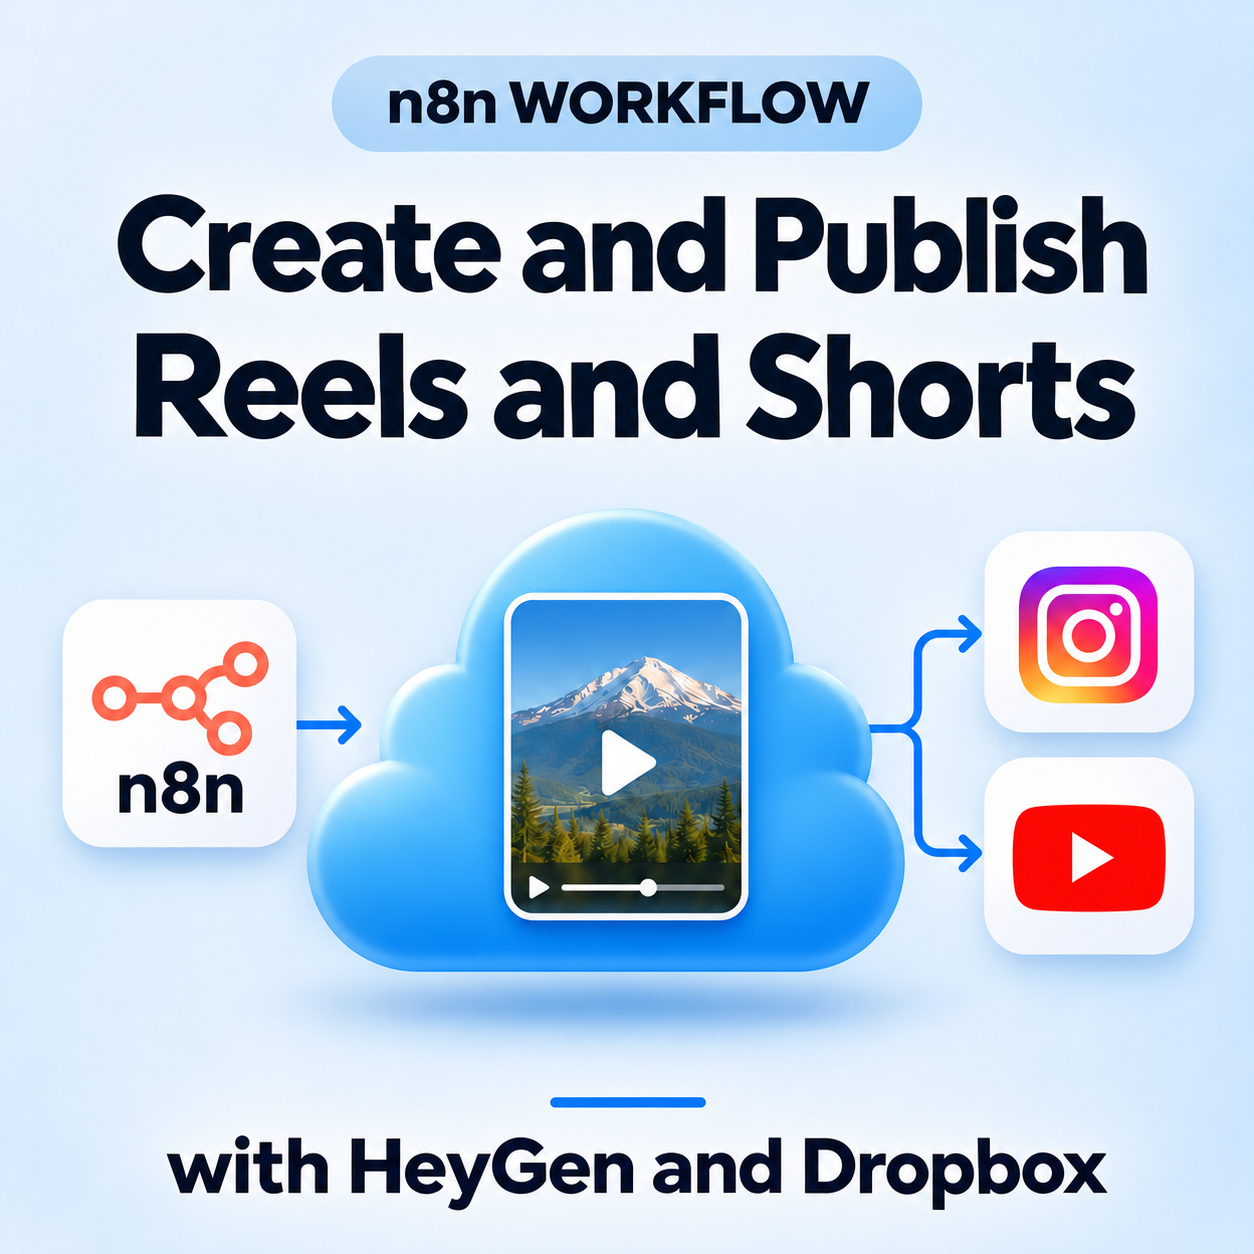 n8n WORKFLOW
Create and Publish
Reels and Shorts
n8n
with HeyGen and Dropbox